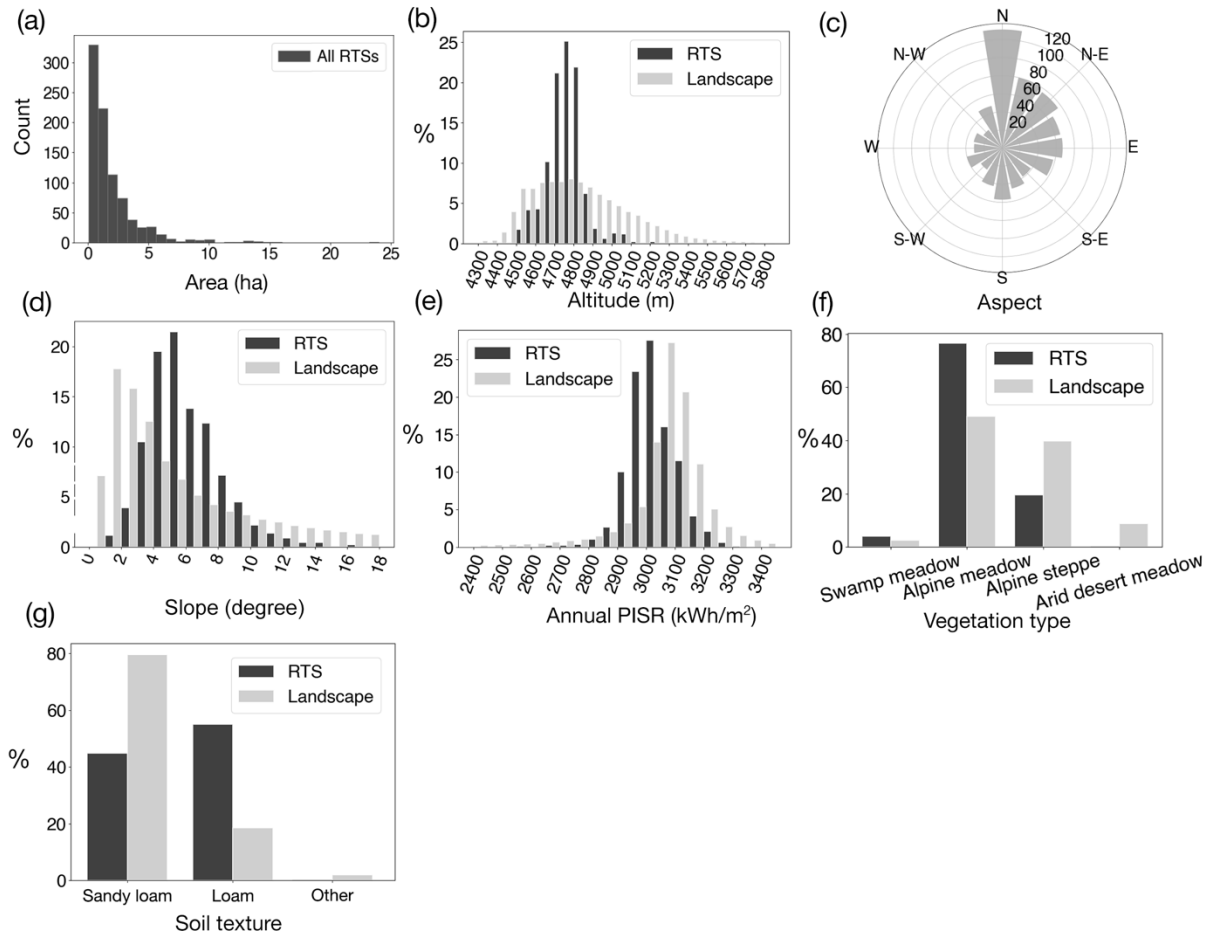 (a)
All RTSs
Count
300
250
200
150
100
50
0
0 5 10 15 20 25
Area (ha)
(b)
RTS
Landscape
%
25
20
15
10
5
0
4300 4400 4500 4600 4700 4800 4900 5000 5100 5200 5300 5400 5500 5600 5700 5800
Altitude (m)
(c)
N
N-E
E
S-E
S
S-W
W
N-W
120
100
80
60
40
20
Aspect
(d)
RTS
Landscape
%
20
15
10
5
0
0 2 4 6 8 10 12 14 16 18
Slope (degree)
(e)
RTS
Landscape
%
25
20
15
10
5
0
2400 2500 2600 2700 2800 2900 3000 3100 3200 3300 3400
Annual PISR (kWh/m²)
(f)
RTS
Landscape
%
80
60
40
20
0
Swamp meadow
Alpine meadow
Alpine steppe
Arid desert meadow
Vegetation type
(g)
RTS
Landscape
%
80
60
40
20
0
Sandy loam Loam Other
Soil texture